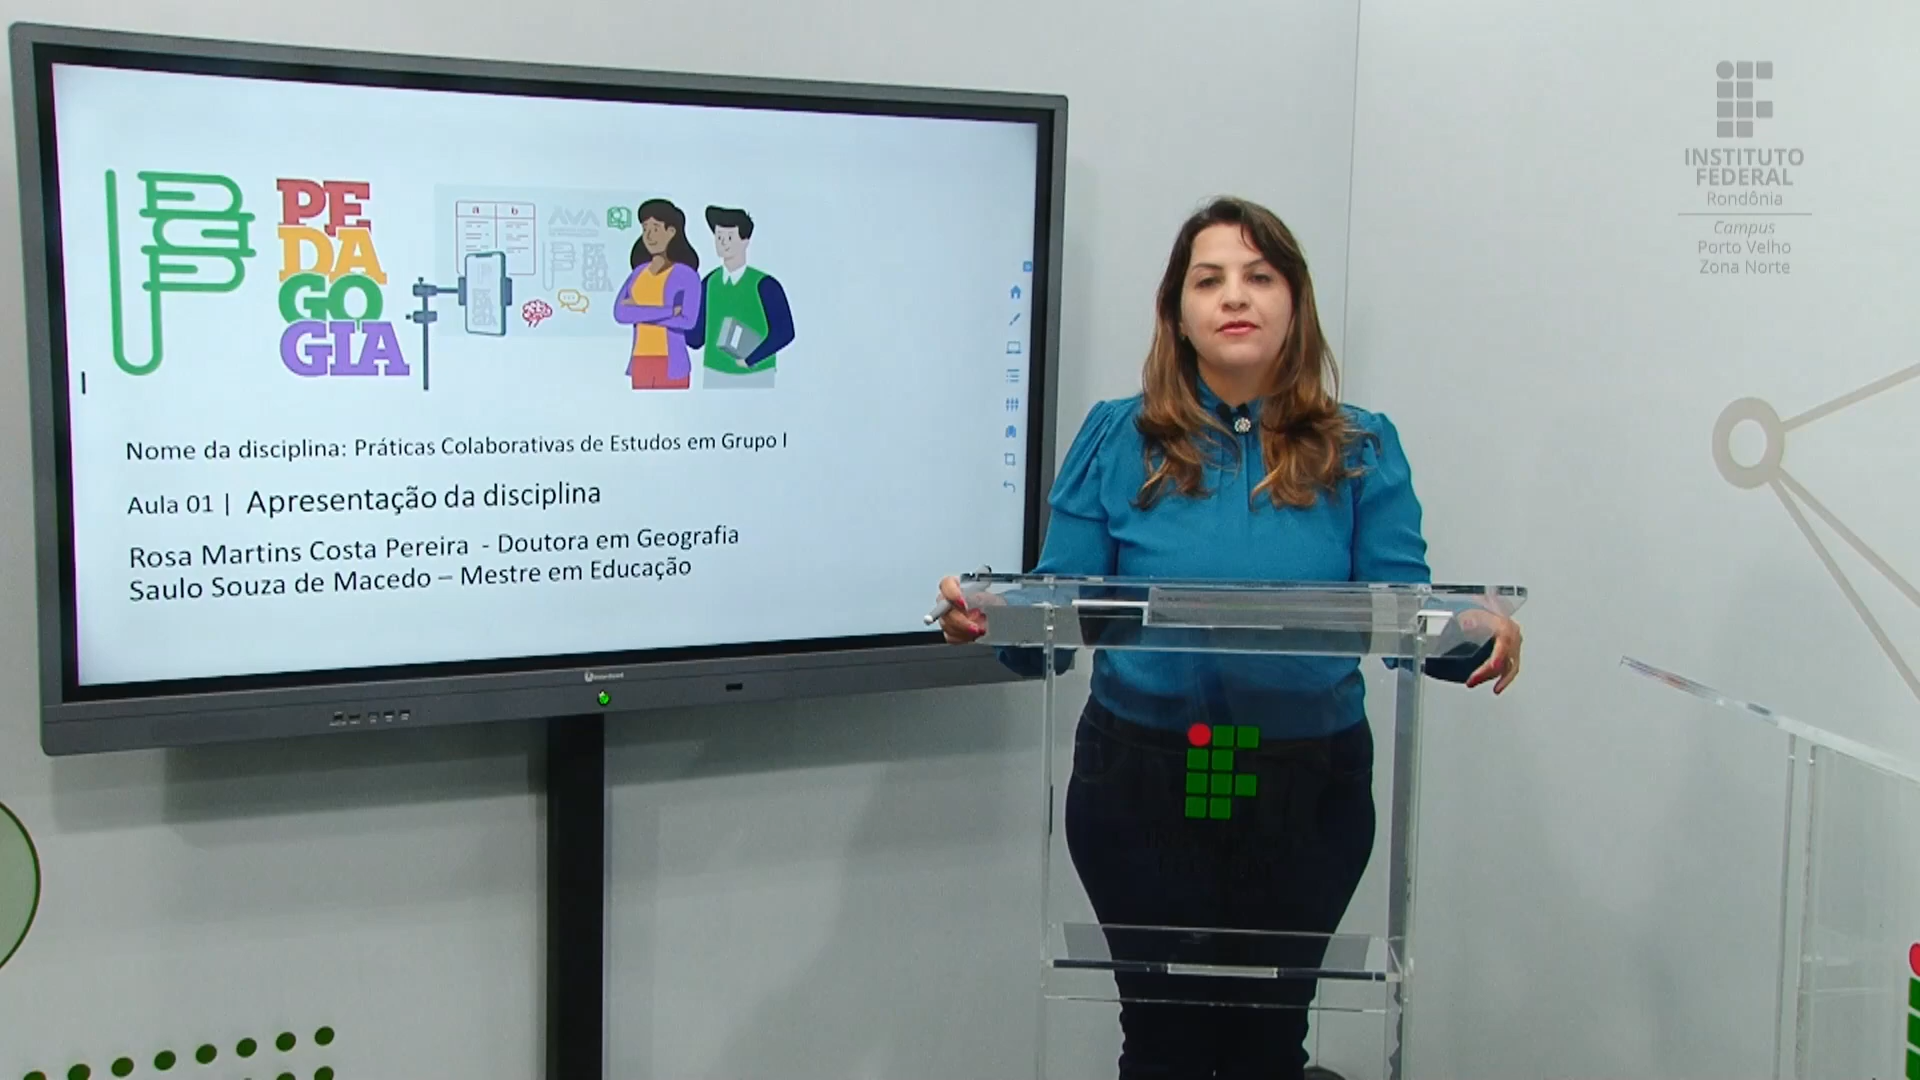 PE
DA
GO
GIA
a b
AVA
Nome da disciplina: Práticas Colaborativas de Estudos em Grupo I
Aula 01 | Apresentação da disciplina
Rosa Martins Costa Pereira - Doutora em Geografia
Saulo Souza de Macedo – Mestre em Educação
INSTITUTO
FEDERAL
Rondônia
Campus
Porto Velho
Zona Norte